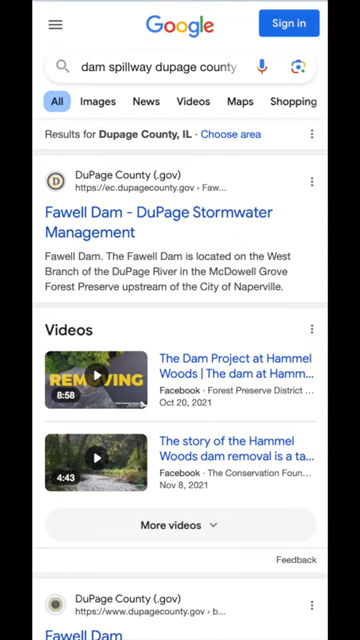 Google
Sign in
dam spillway dupage county
All Images News Videos Maps Shopping
Results for Dupage County, IL · Choose area
DuPage County (.gov)
https://ec.dupagecounty.gov › Faw...
Fawell Dam - DuPage Stormwater
Management
Fawell Dam. The Fawell Dam is located on the West
Branch of the DuPage River in the McDowell Grove
Forest Preserve upstream of the City of Naperville.
Videos
REMOVING
8:58
The Dam Project at Hammel
Woods | The dam at Hamm...
Facebook · Forest Preserve District ...
Oct 20, 2021
4:43
The story of the Hammel
Woods dam removal is a ta...
Facebook · The Conservation Foun...
Nov 8, 2021
More videos
Feedback
DuPage County (.gov)
https://www.dupagecounty.gov › b...
Fawell Dam